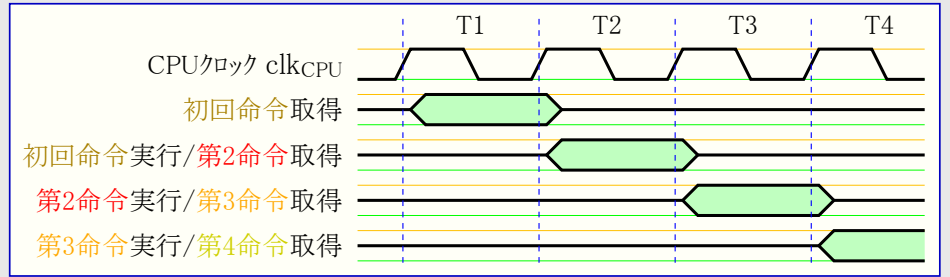 T1 T2 T3 T4
CPUクロック clkCPU
初回命令取得
初回命令実行/第2命令取得
第2命令実行/第3命令取得
第3命令実行/第4命令取得